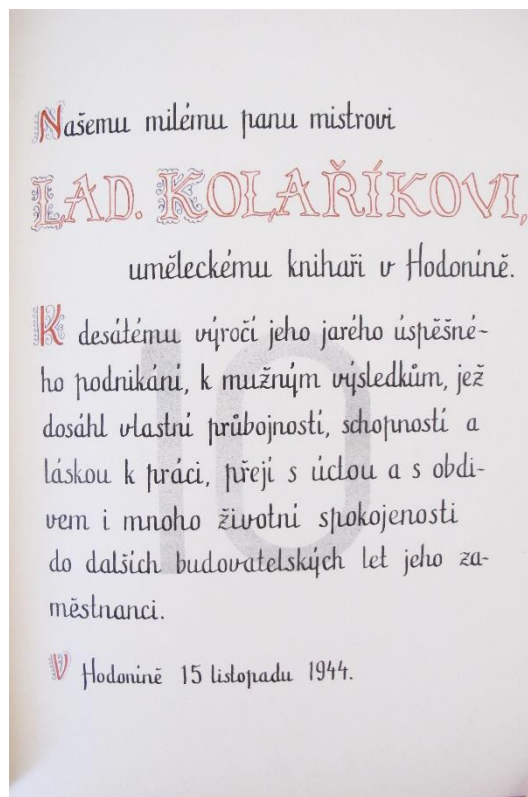 Našemu milému panu mistrovi
LAD. KOLAŘÍKOVI,
uměleckému knihaři v Hodoníně.
K desátému výročí jeho jarého úspěšné-
ho podnikání, k mužným výsledkům, jež
dosáhl vlastní průbojností, schopností a
láskou k práci, přejí s úctou a s obdi-
vem i mnoho životní spokojenosti
do dalších budovatelských let jeho za-
městnanci.
V Hodoníně 15 listopadu 1944.
10